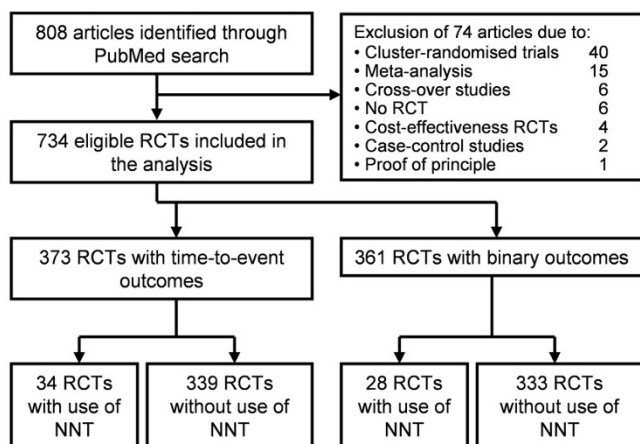 808 articles identified through
PubMed search
Exclusion of 74 articles due to:
• Cluster-randomised trials 40
• Meta-analysis 15
• Cross-over studies 6
• No RCT 6
• Cost-effectiveness RCTs 4
• Case-control studies 2
• Proof of principle 1
734 eligible RCTs included in
the analysis
373 RCTs with time-to-event
outcomes
361 RCTs with binary outcomes
34 RCTs
with use of
NNT
339 RCTs
without use of
NNT
28 RCTs
with use of
NNT
333 RCTs
without use of
NNT